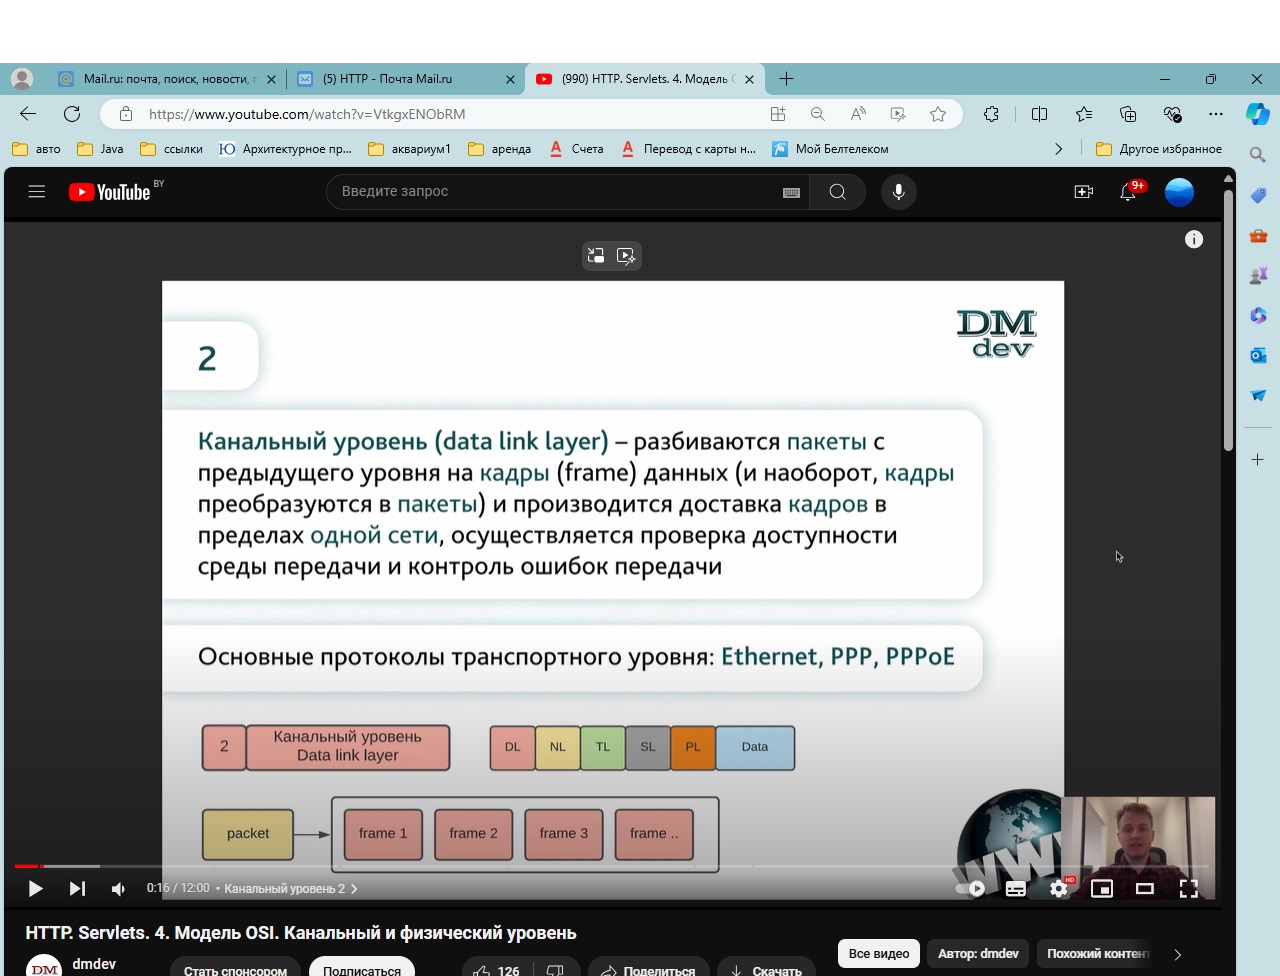 Mail.ru: почта, поиск, новости, г
(5) HTTP - Почта Mail.ru
(990) HTTP. Servlets. 4. Модель O
https://www.youtube.com/watch?v=VtkgxENObRM
авто
Java
ссылки
Архитектурное пр...
аквариум1
аренда
Счета
Перевод с карты н...
Мой Белтелеком
Другое избранное
YouTube BY
Введите запрос
9+
DM
dev
2
Канальный уровень (data link layer) – разбиваются пакеты с
предыдущего уровня на кадры (frame) данных (и наоборот, кадры
преобразуются в пакеты) и производится доставка кадров в
пределах одной сети, осуществляется проверка доступности
среды передачи и контроль ошибок передачи
Основные протоколы транспортного уровня: Ethernet, PPP, PPPoE
2
Канальный уровень
Data link layer
DL NL TL SL PL Data
packet
frame 1 frame 2 frame 3 frame ..
WWW
0:16 / 12:00 • Канальный уровень 2
HD
HTTP. Servlets. 4. Модель OSI. Канальный и физический уровень
DM
dmdev
Стать спонсором
Подписаться
126
Поделиться
Скачать
Все видео
Автор: dmdev
Похожий контент